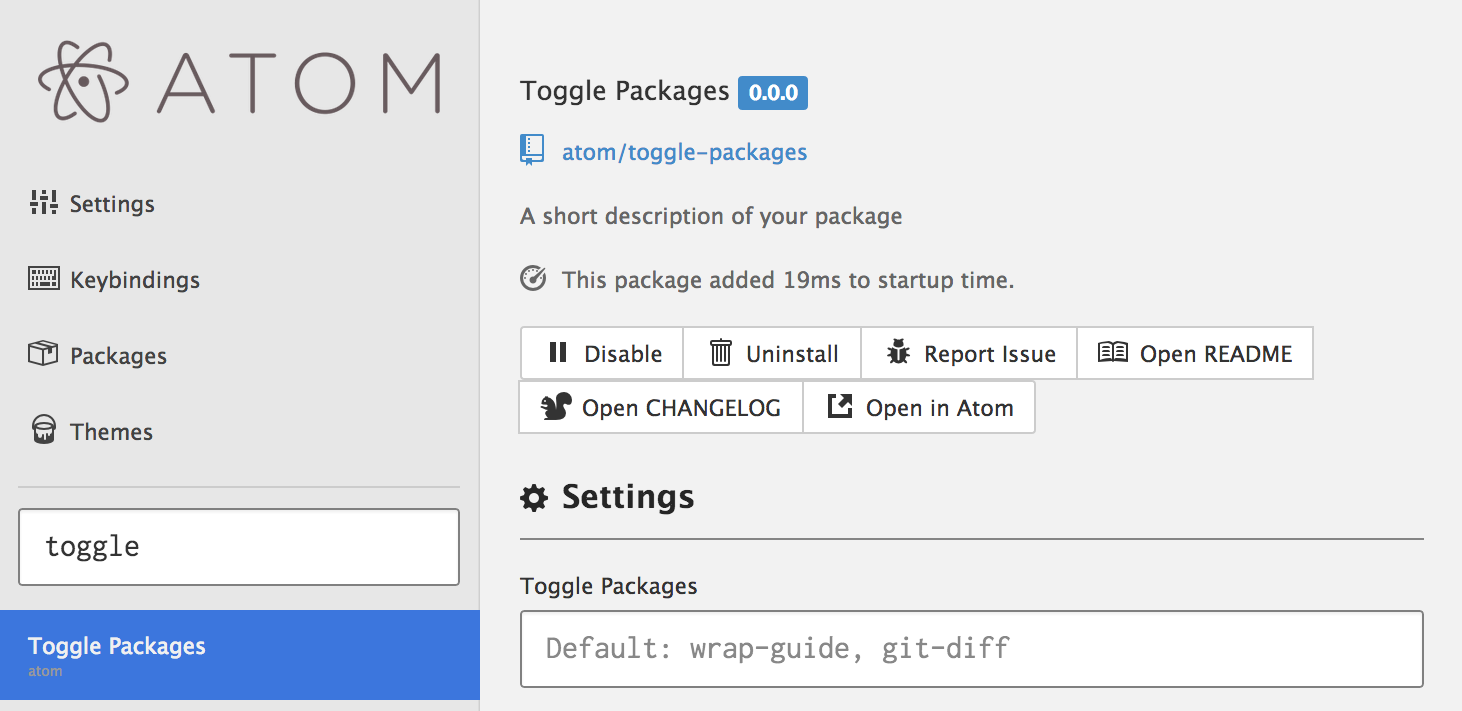 ATOM
Settings
Keybindings
Packages
Themes
toggle
Toggle Packages
atom
Toggle Packages 0.0.0
atom/toggle-packages
A short description of your package
This package added 19ms to startup time.
Disable Uninstall Report Issue Open README
Open CHANGELOG Open in Atom
Settings
Toggle Packages
Default: wrap-guide, git-diff